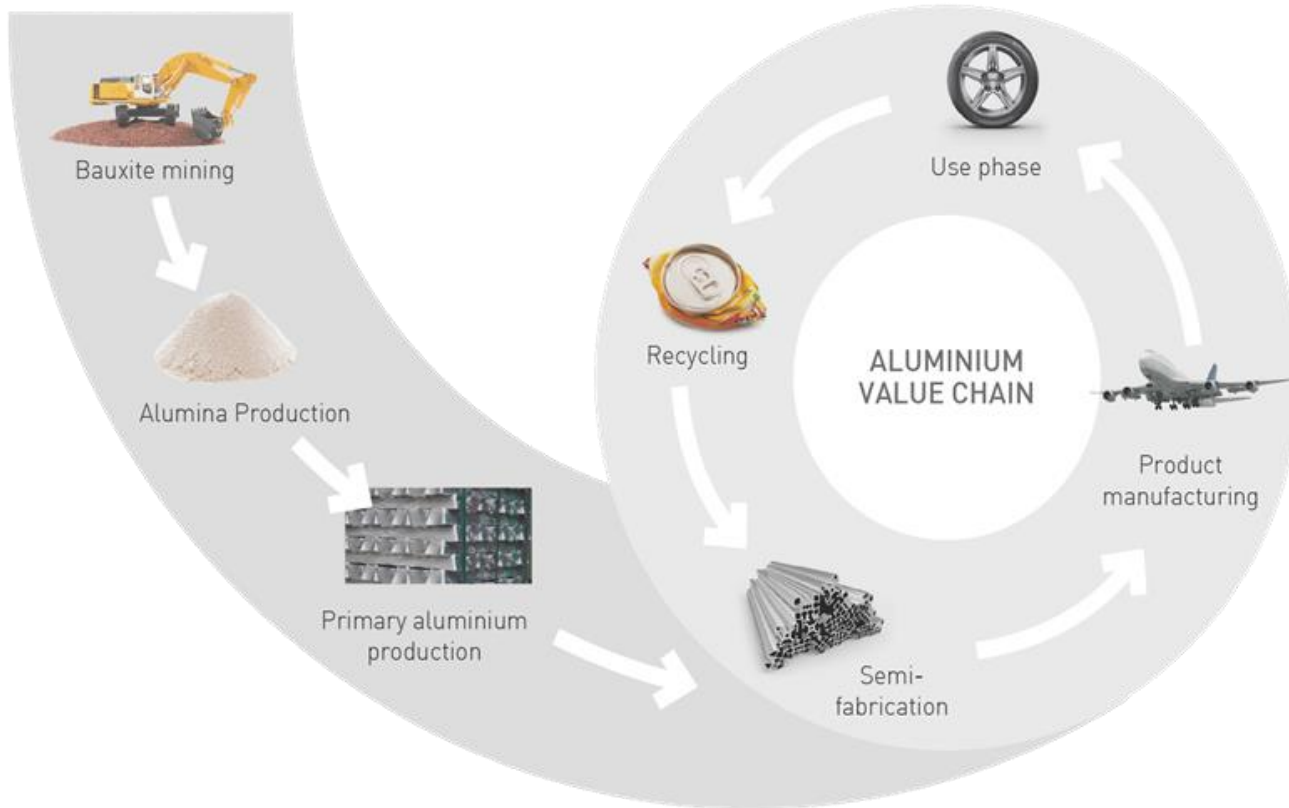 Bauxite mining
Alumina Production
Primary aluminium
production
Semi-
fabrication
Product
manufacturing
Use phase
Recycling
ALUMINIUM
VALUE CHAIN